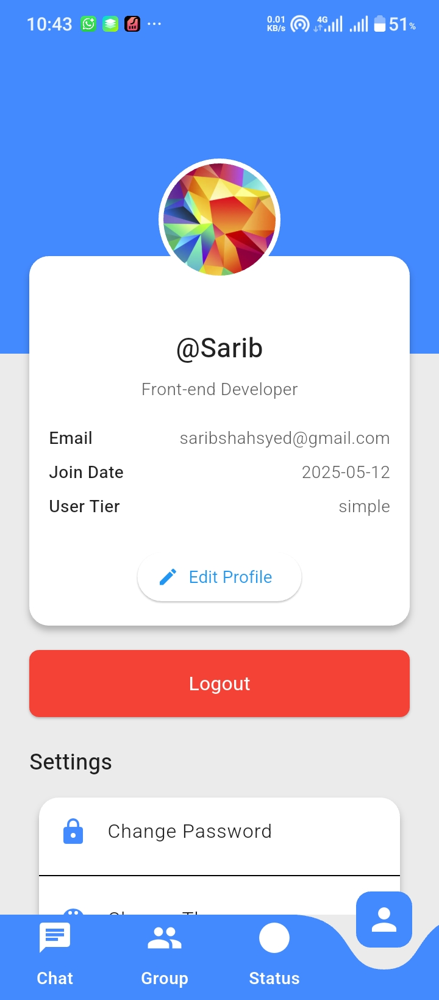 10:43 0.01 KB/s 4G 51%
@Sarib
Front-end Developer
Email saribshahsyed@gmail.com
Join Date 2025-05-12
User Tier simple
Edit Profile
Logout
Settings
Change Password
Chat Group Status